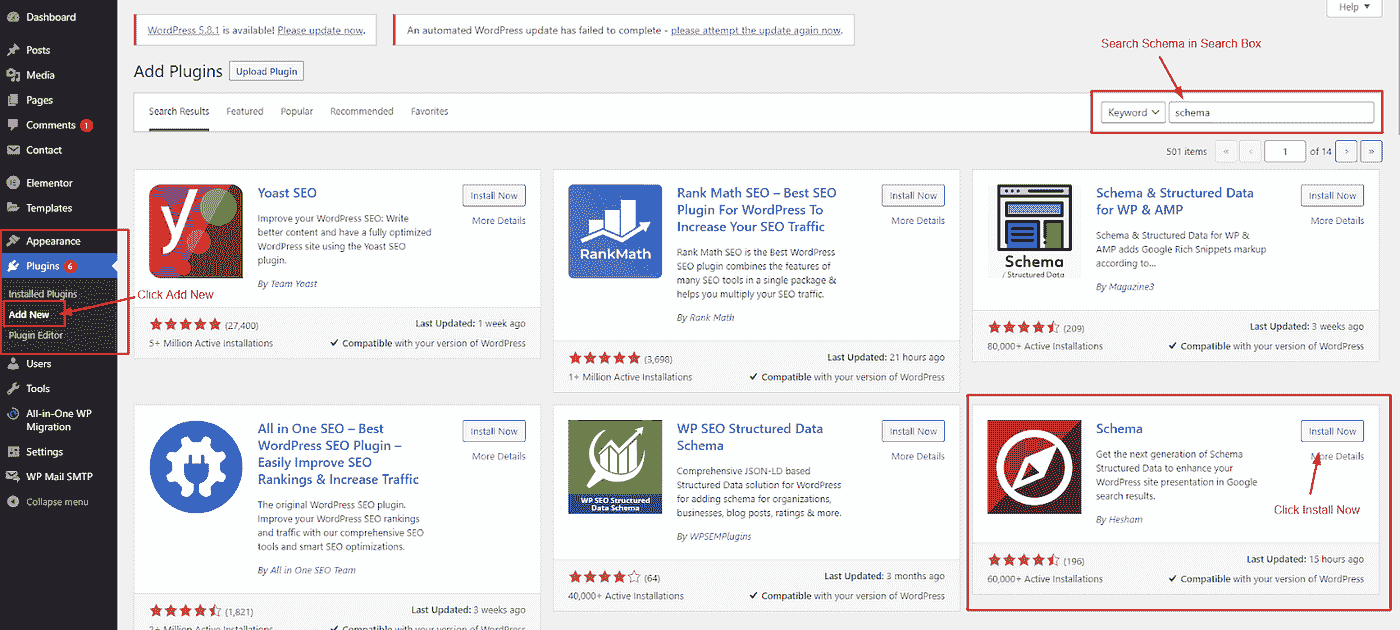 Dashboard
Posts
Media
Pages
Comments 1
Contact
Elementor
Templates
Appearance
Plugins 6
Installed Plugins
Add New
Plugin Editor
Users
Tools
All-in-One WP
Migration
Settings
WP Mail SMTP
Collapse menu
Click Add New
Help
WordPress 5.8.1 is available! Please update now.
An automated WordPress update has failed to complete - please attempt the update again now.
Search Schema in Search Box
Add Plugins
Upload Plugin
Search Results
Featured
Popular
Recommended
Favorites
Keyword
schema
501 items
«
‹
1
of 14
›
»
Yoast SEO
Install Now
More Details
Improve your WordPress SEO: Write
better content and have a fully optimized
WordPress site using the Yoast SEO
plugin.
By Team Yoast
(27,400)
5+ Million Active Installations
Last Updated: 1 week ago
Compatible with your version of WordPress
RankMath
Rank Math SEO – Best SEO
Plugin For WordPress To
Increase Your SEO Traffic
Install Now
More Details
Rank Math SEO is the Best WordPress
SEO plugin combines the features of
many SEO tools in a single package &
helps you multiply your SEO traffic.
By Rank Math
(3,698)
1+ Million Active Installations
Last Updated: 21 hours ago
Compatible with your version of WordPress
Schema
/ Structured Data
Schema & Structured Data
for WP & AMP
Install Now
More Details
Schema & Structured Data for WP &
AMP adds Google Rich Snippets markup
according to...
By Magazine3
(209)
80,000+ Active Installations
Last Updated: 3 weeks ago
Compatible with your version of WordPress
All in One SEO – Best
WordPress SEO Plugin –
Easily Improve SEO
Rankings & Increase Traffic
Install Now
More Details
The original WordPress SEO plugin.
Improve your WordPress SEO rankings
and traffic with our comprehensive SEO
tools and smart SEO optimizations.
By All in One SEO Team
(1,821)
Last Updated: 3 weeks ago
2+ Million Active Installations
Compatible with your version of WordPress
WP SEO Structured
Data Schema
WP SEO Structured Data
Schema
Install Now
More Details
Comprehensive JSON-LD based
Structured Data solution for WordPress
for adding schema for organizations,
businesses, blog posts, ratings & more.
By WPSEMPlugins
(64)
40,000+ Active Installations
Last Updated: 3 months ago
Compatible with your version of WordPress
Schema
Install Now
More Details
Get the next generation of Schema
Structured Data to enhance your
WordPress site presentation in Google
search results.
By Hesham
Click Install Now
(196)
60,000+ Active Installations
Last Updated: 15 hours ago
Compatible with your version of WordPress